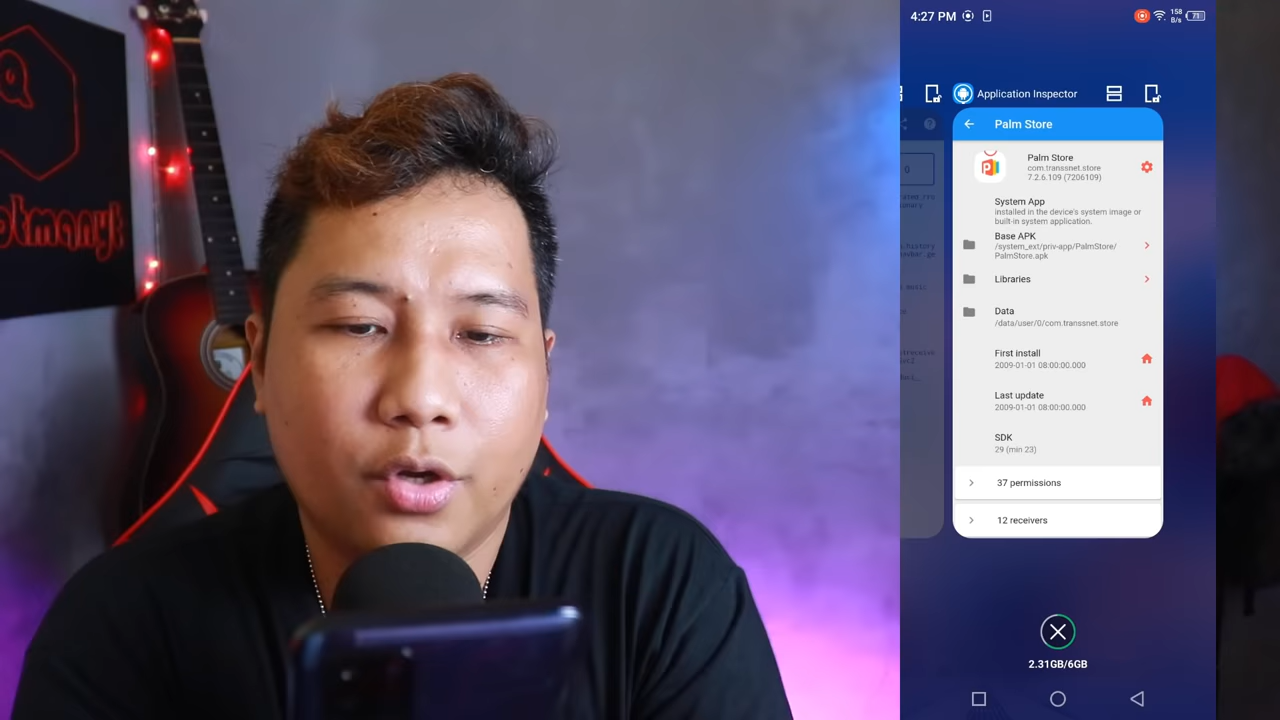 4:27 PM
158
B/s
71
Application Inspector
Palm Store
Palm Store
com.transsnet.store
7.2.6.109 (7206109)
System App
installed in the device's system image or
built-in system application.
Base APK
/system_ext/priv-app/PalmStore/
PalmStore.apk
Libraries
Data
/data/user/0/com.transsnet.store
First install
2009-01-01 08:00:00.000
Last update
2009-01-01 08:00:00.000
SDK
29 (min 23)
37 permissions
12 receivers
2.31GB/6GB